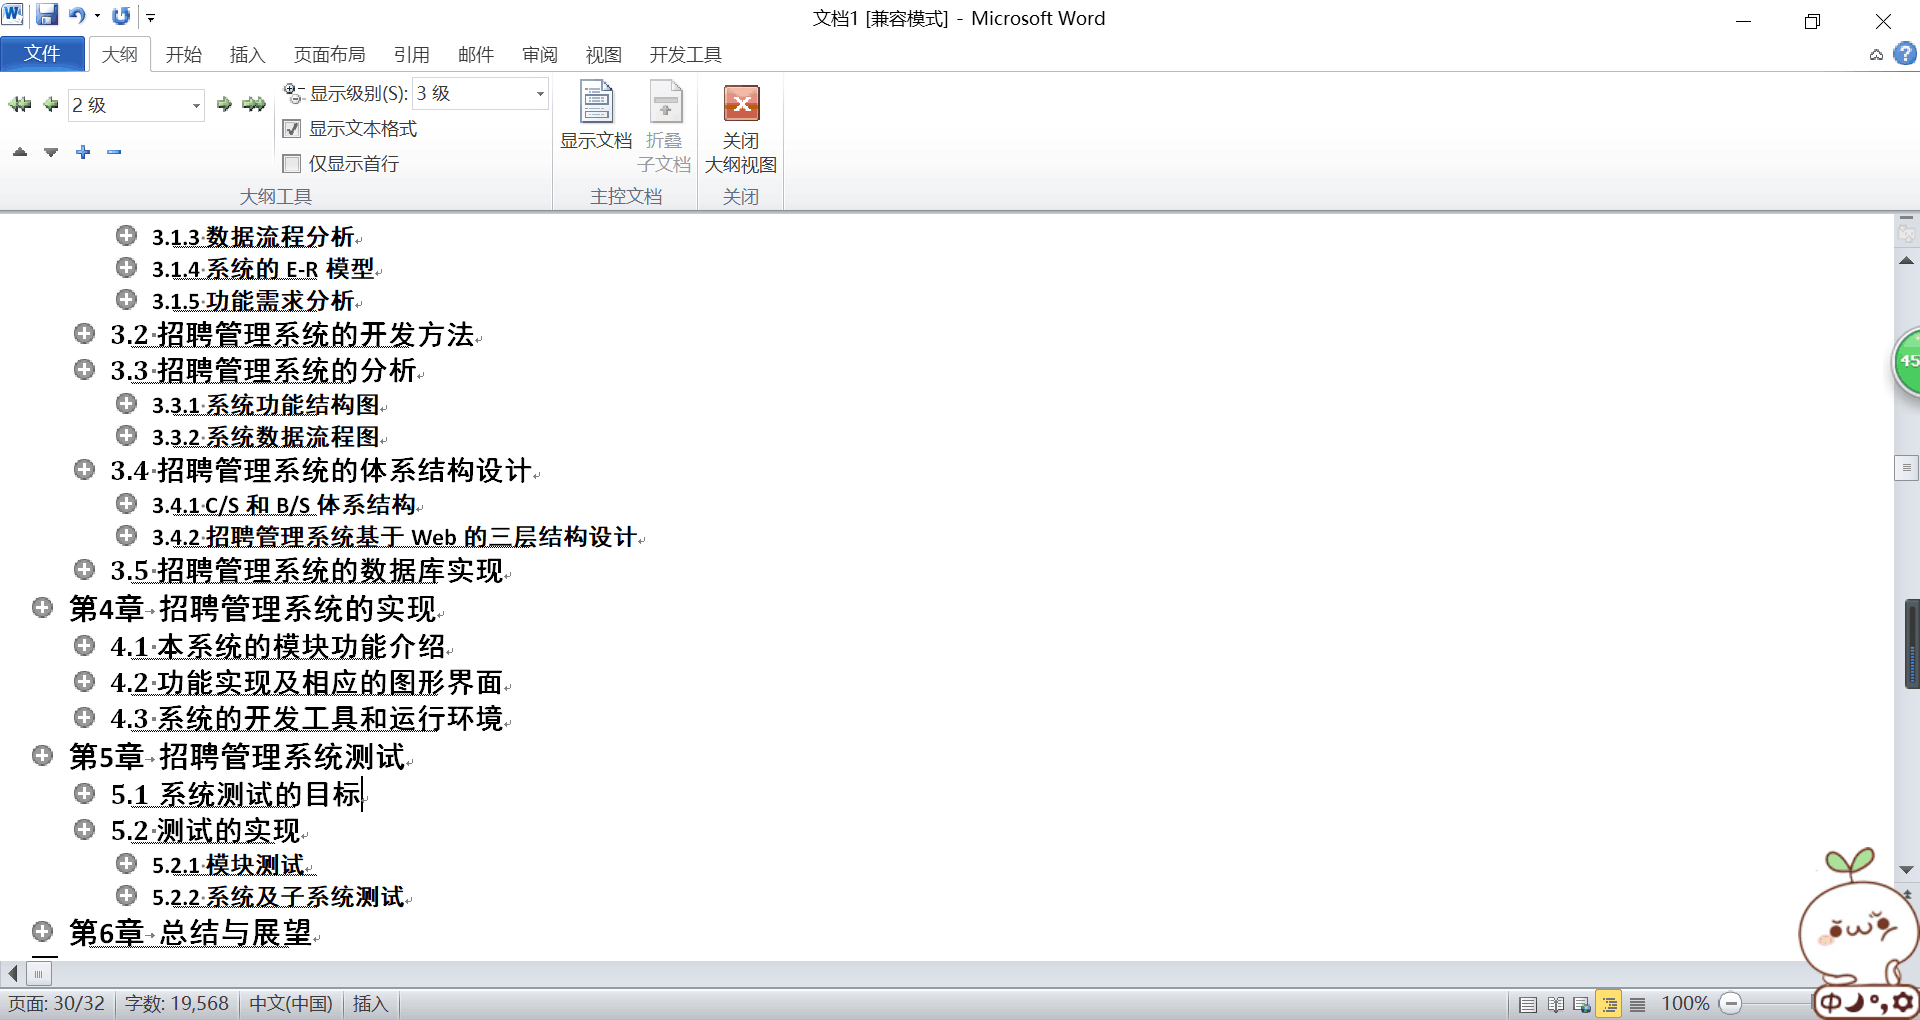 文档1 [兼容模式] - Microsoft Word
文件 大纲 开始 插入 页面布局 引用 邮件 审阅 视图 开发工具
2 级
显示级别(S): 3 级
显示文本格式
仅显示首行
大纲工具
显示文档
折叠
子文档
主控文档
关闭
大纲视图
关闭
3.1.3 数据流程分析
3.1.4 系统的 E-R 模型
3.1.5 功能需求分析
3.2 招聘管理系统的开发方法
3.3 招聘管理系统的分析
3.3.1 系统功能结构图
3.3.2 系统数据流程图
3.4 招聘管理系统的体系结构设计
3.4.1 C/S 和 B/S 体系结构
3.4.2 招聘管理系统基于 Web 的三层结构设计
3.5 招聘管理系统的数据库实现
第4章 招聘管理系统的实现
4.1 本系统的模块功能介绍
4.2 功能实现及相应的图形界面
4.3 系统的开发工具和运行环境
第5章 招聘管理系统测试
5.1 系统测试的目标
5.2 测试的实现
5.2.1 模块测试
5.2.2 系统及子系统测试
第6章 总结与展望
45
页面: 30/32 字数: 19,568 中文(中国) 插入 100%
中